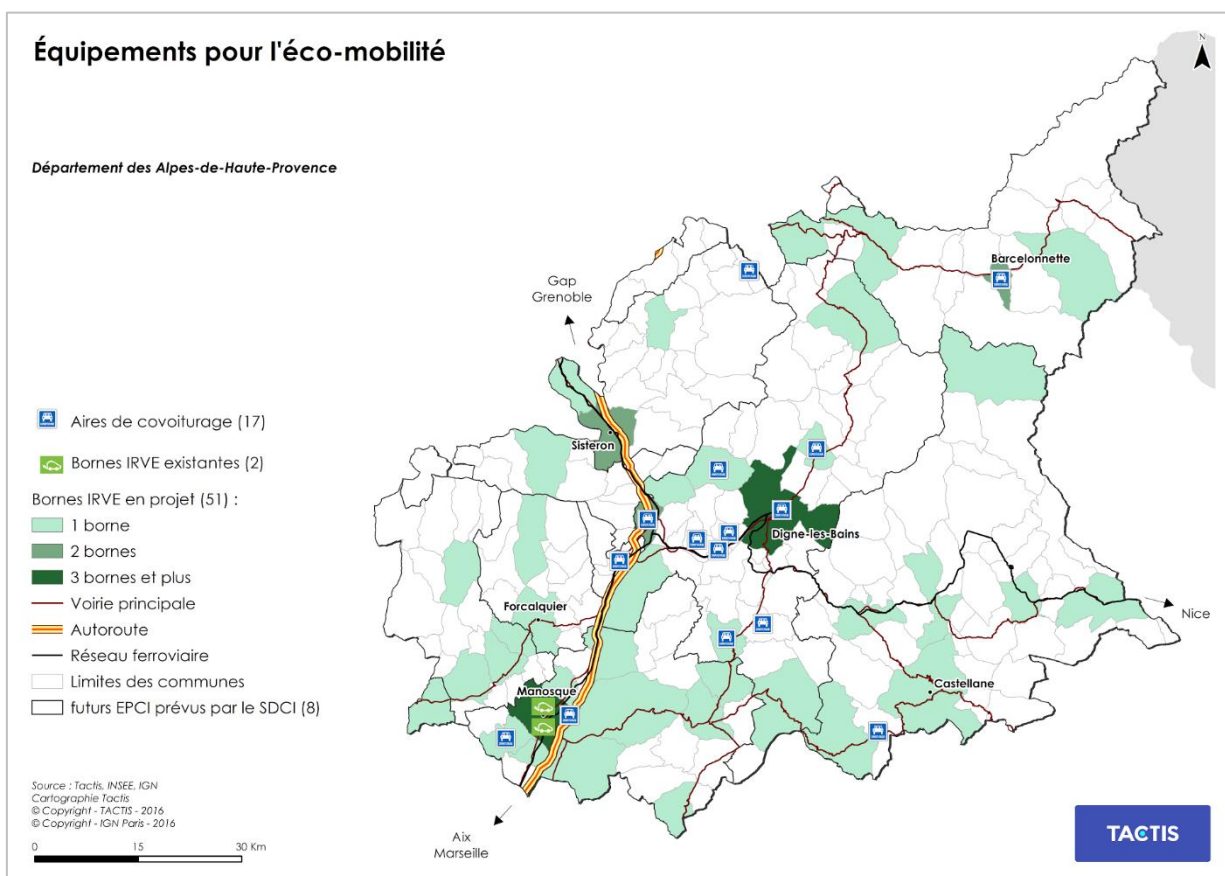 Équipements pour l'éco-mobilité
N
Département des Alpes-de-Haute-Provence
Barcelonnette
Gap
Grenoble
Aires de covoiturage (17)
Sisteron
Bornes IRVE existantes (2)
Bornes IRVE en projet (51) :
1 borne
2 bornes
3 bornes et plus
Digne-les-Bains
Voirie principale
Forcalquier
Nice
Autoroute
Réseau ferroviaire
Limites des communes
Castellane
Manosque
futurs EPCI prévus par le SDCI (8)
Source : Tactis, INSEE, IGN
Cartographie Tactis
© Copyright - TACTIS - 2016
© Copyright - IGN Paris - 2016
Aix
Marseille
TACTIS
0 15 30 Km